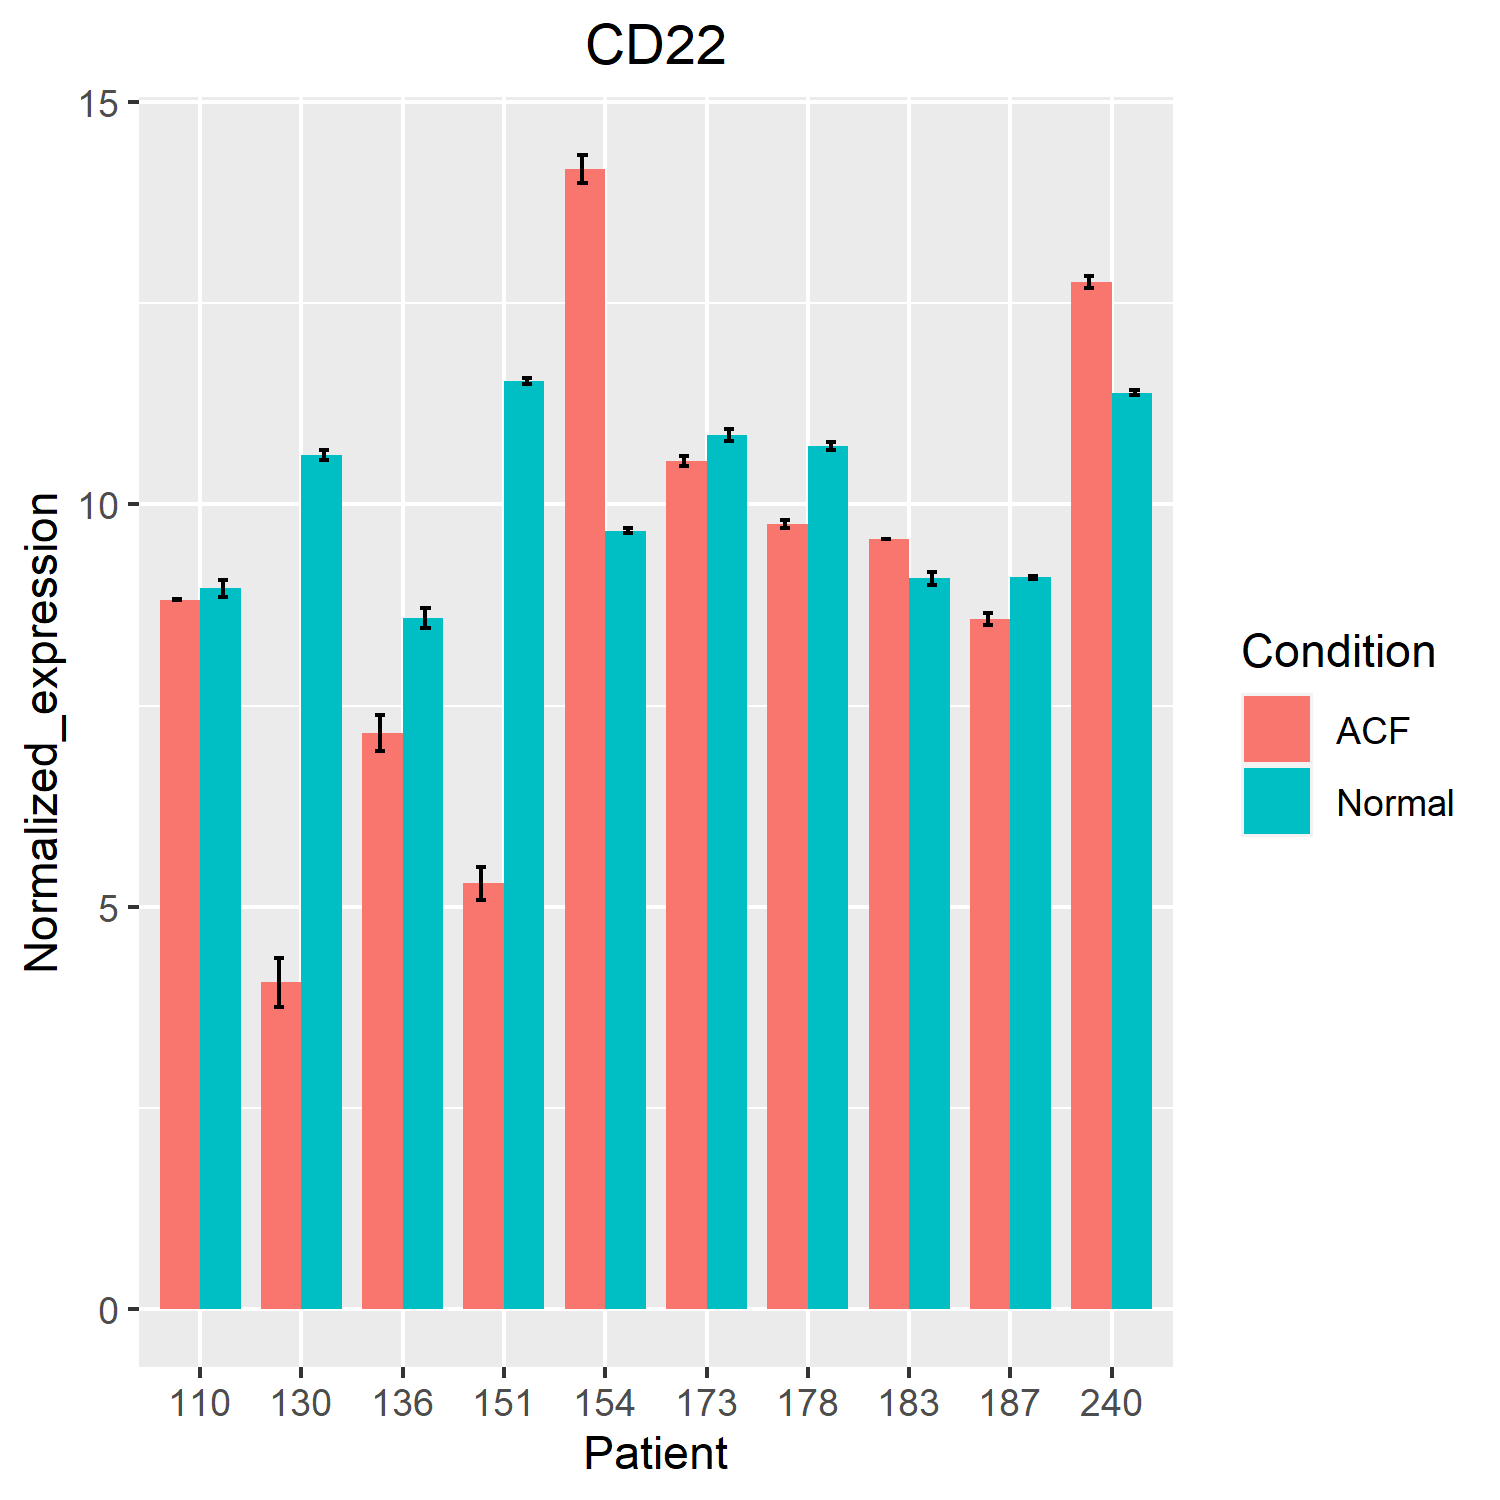 CD22
15
10
5
0
Normalized_expression
110 130 136 151 154 173 178 183 187 240
Patient
Condition
ACF
Normal